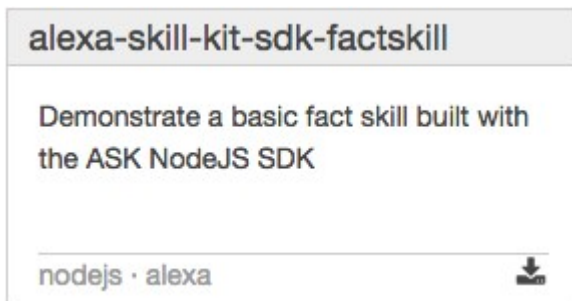 alexa-skill-kit-sdk-factskill
Demonstrate a basic fact skill built with
the ASK NodeJS SDK
nodejs · alexa